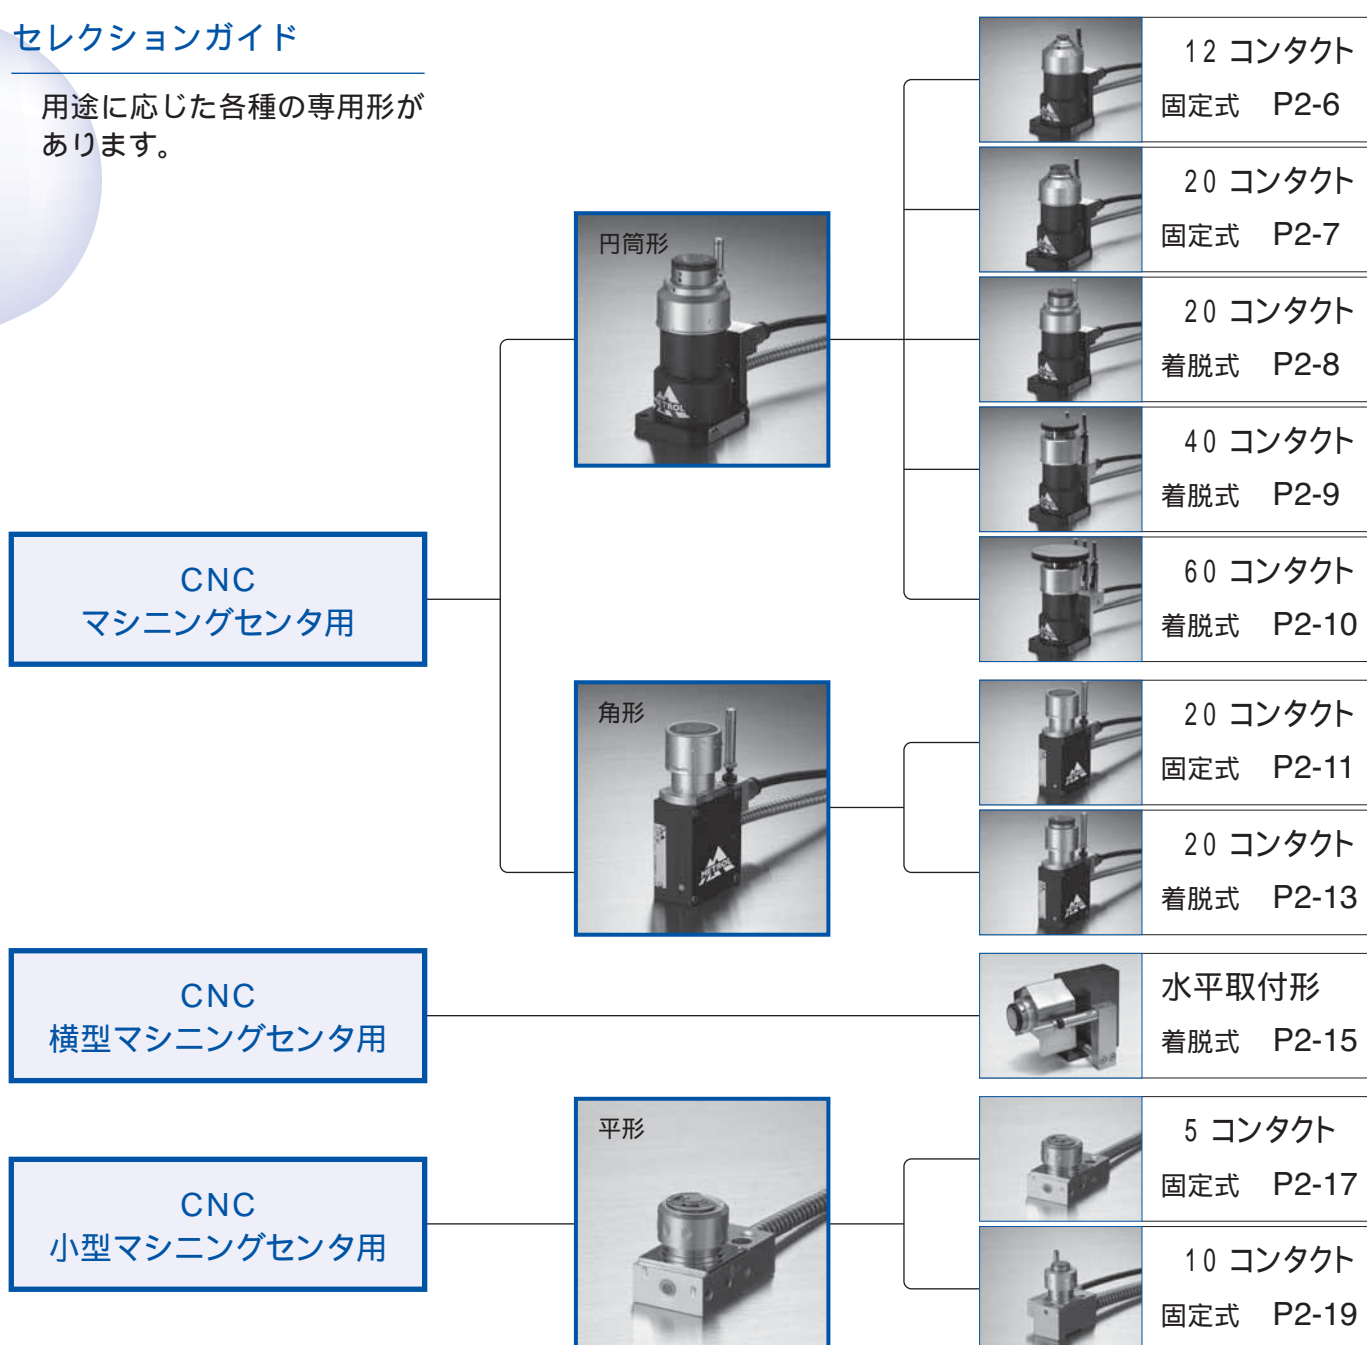 セレクションガイド
用途に応じた各種の専用形が
あります。
CNC
マシニングセンタ用
円筒形
METROL
12 コンタクト
固定式 P2-6
20 コンタクト
固定式 P2-7
20 コンタクト
着脱式 P2-8
40 コンタクト
着脱式 P2-9
60 コンタクト
着脱式 P2-10
角形
METROL
20 コンタクト
固定式 P2-11
20 コンタクト
着脱式 P2-13
CNC
横型マシニングセンタ用
水平取付形
着脱式 P2-15
CNC
小型マシニングセンタ用
平形
5 コンタクト
固定式 P2-17
10 コンタクト
固定式 P2-19